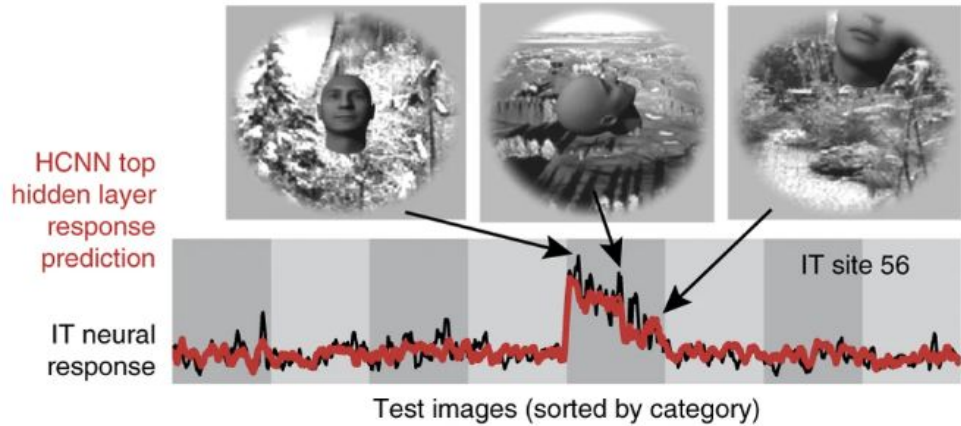 HCNN top
hidden layer
response
prediction
IT site 56
IT neural
response
Test images (sorted by category)